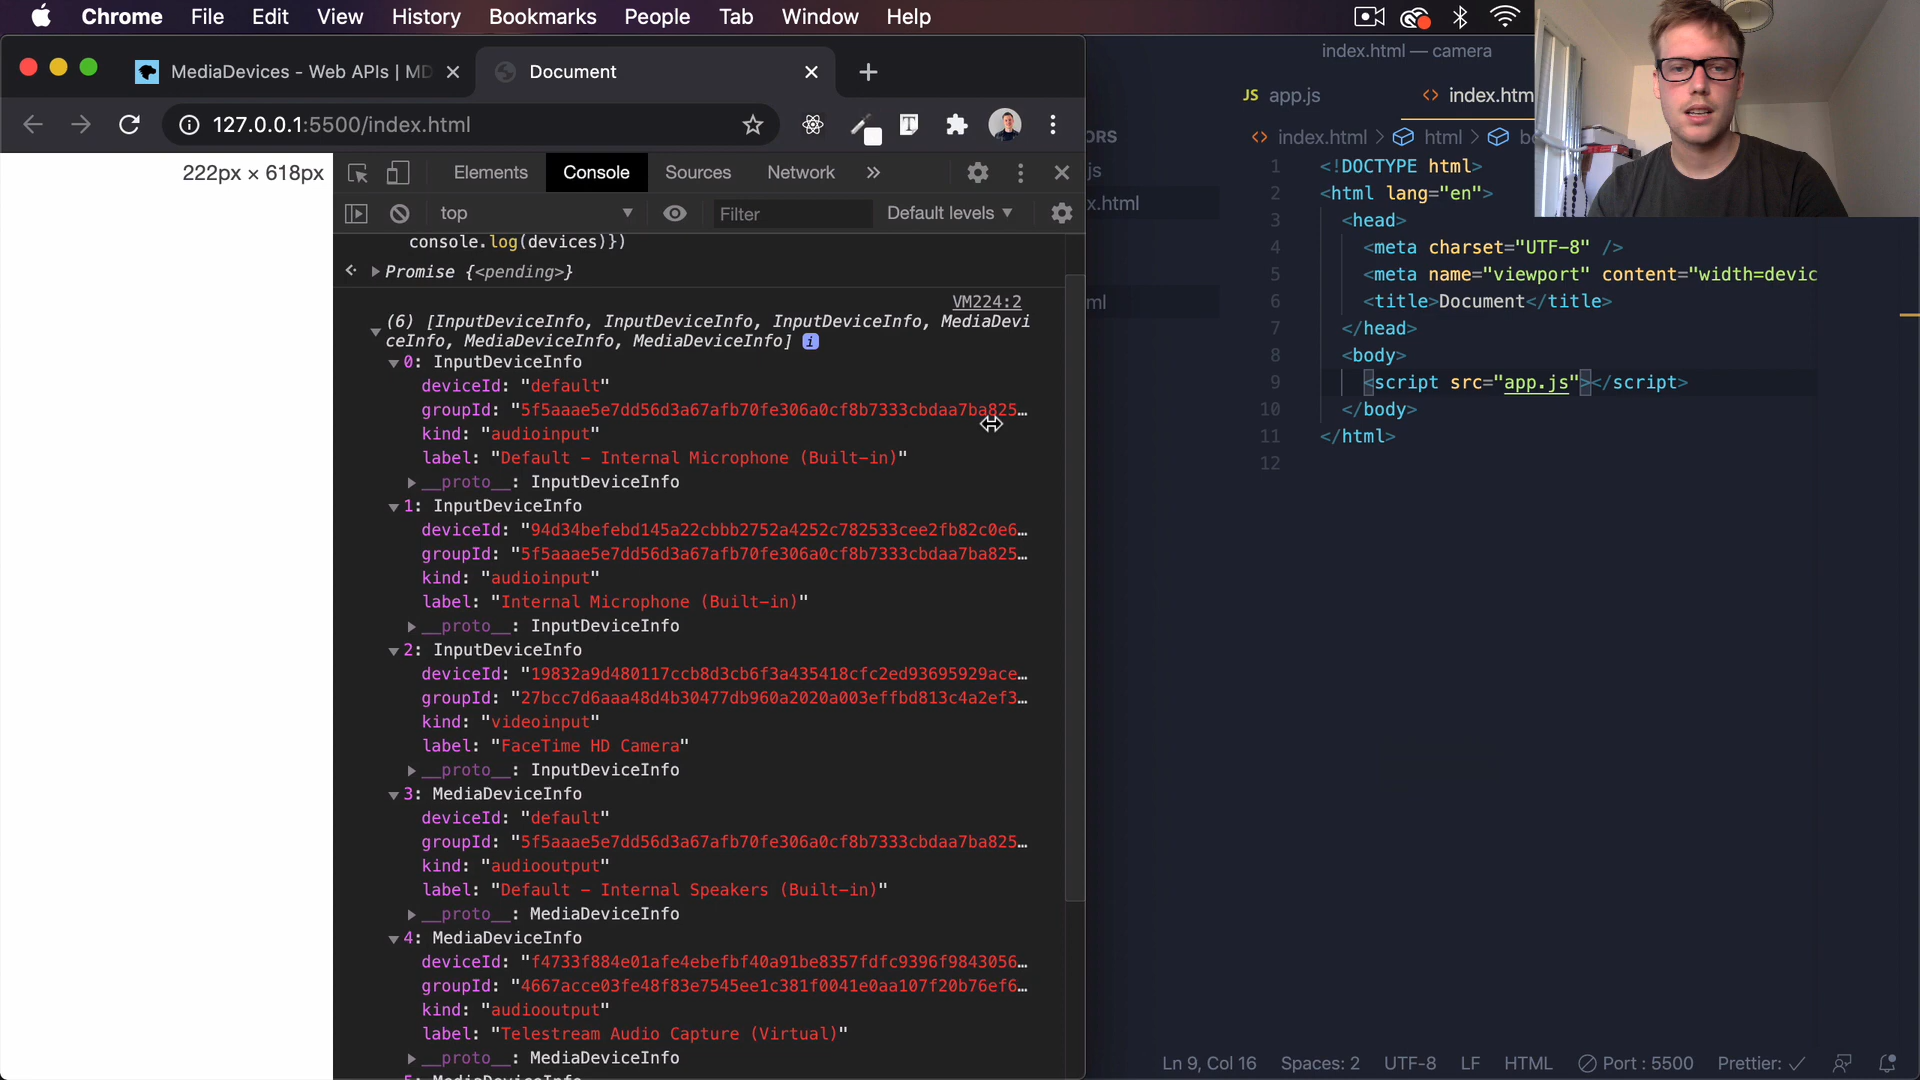 Chrome File Edit View History Bookmarks People Tab Window Help
MediaDevices - Web APIs | MD
Document
127.0.0.1:5500/index.html
222px × 618px
Elements Console Sources Network »
top Filter Default levels ▼
console.log(devices)})
Promise {<pending>}
VM224:2
(6) [InputDeviceInfo, InputDeviceInfo, InputDeviceInfo, MediaDevi
ceInfo, MediaDeviceInfo, MediaDeviceInfo] i
0: InputDeviceInfo
deviceId: "default"
groupId: "5f5aaae5e7dd56d3a67afb70fe306a0cf8b7333cbdaa7ba825…
kind: "audioinput"
label: "Default – Internal Microphone (Built-in)"
__proto__: InputDeviceInfo
1: InputDeviceInfo
deviceId: "94d34befebd145a22cbbb2752a4252c782533cee2fb82c0e6…
groupId: "5f5aaae5e7dd56d3a67afb70fe306a0cf8b7333cbdaa7ba825…
kind: "audioinput"
label: "Internal Microphone (Built-in)"
__proto__: InputDeviceInfo
2: InputDeviceInfo
deviceId: "19832a9d480117ccb8d3cb6f3a435418cfc2ed93695929ace…
groupId: "27bcc7d6aaa48d4b30477db960a2020a003effbd813c4a2ef3…
kind: "videoinput"
label: "FaceTime HD Camera"
__proto__: InputDeviceInfo
3: MediaDeviceInfo
deviceId: "default"
groupId: "5f5aaae5e7dd56d3a67afb70fe306a0cf8b7333cbdaa7ba825…
kind: "audiooutput"
label: "Default – Internal Speakers (Built-in)"
__proto__: MediaDeviceInfo
4: MediaDeviceInfo
deviceId: "f4733f884e01afe4ebefbf40a91be8357fdfc9396f9843056…
groupId: "4667acce03fe48f83e7545ee1c381f0041e0aa107f20b76ef6…
kind: "audiooutput"
label: "Telestream Audio Capture (Virtual)"
__proto__: MediaDeviceInfo
index.html — camera
JS app.js
<> index.htm
ORS
js
x.html
ml
<> index.html > html > bo
1 <!DOCTYPE html>
2 <html lang="en">
3 <head>
4 <meta charset="UTF-8" />
5 <meta name="viewport" content="width=devic
6 <title>Document</title>
7 </head>
8 <body>
9 <script src="app.js"></script>
10 </body>
11 </html>
12
Ln 9, Col 16 Spaces: 2 UTF-8 LF HTML Port : 5500 Prettier: ✓